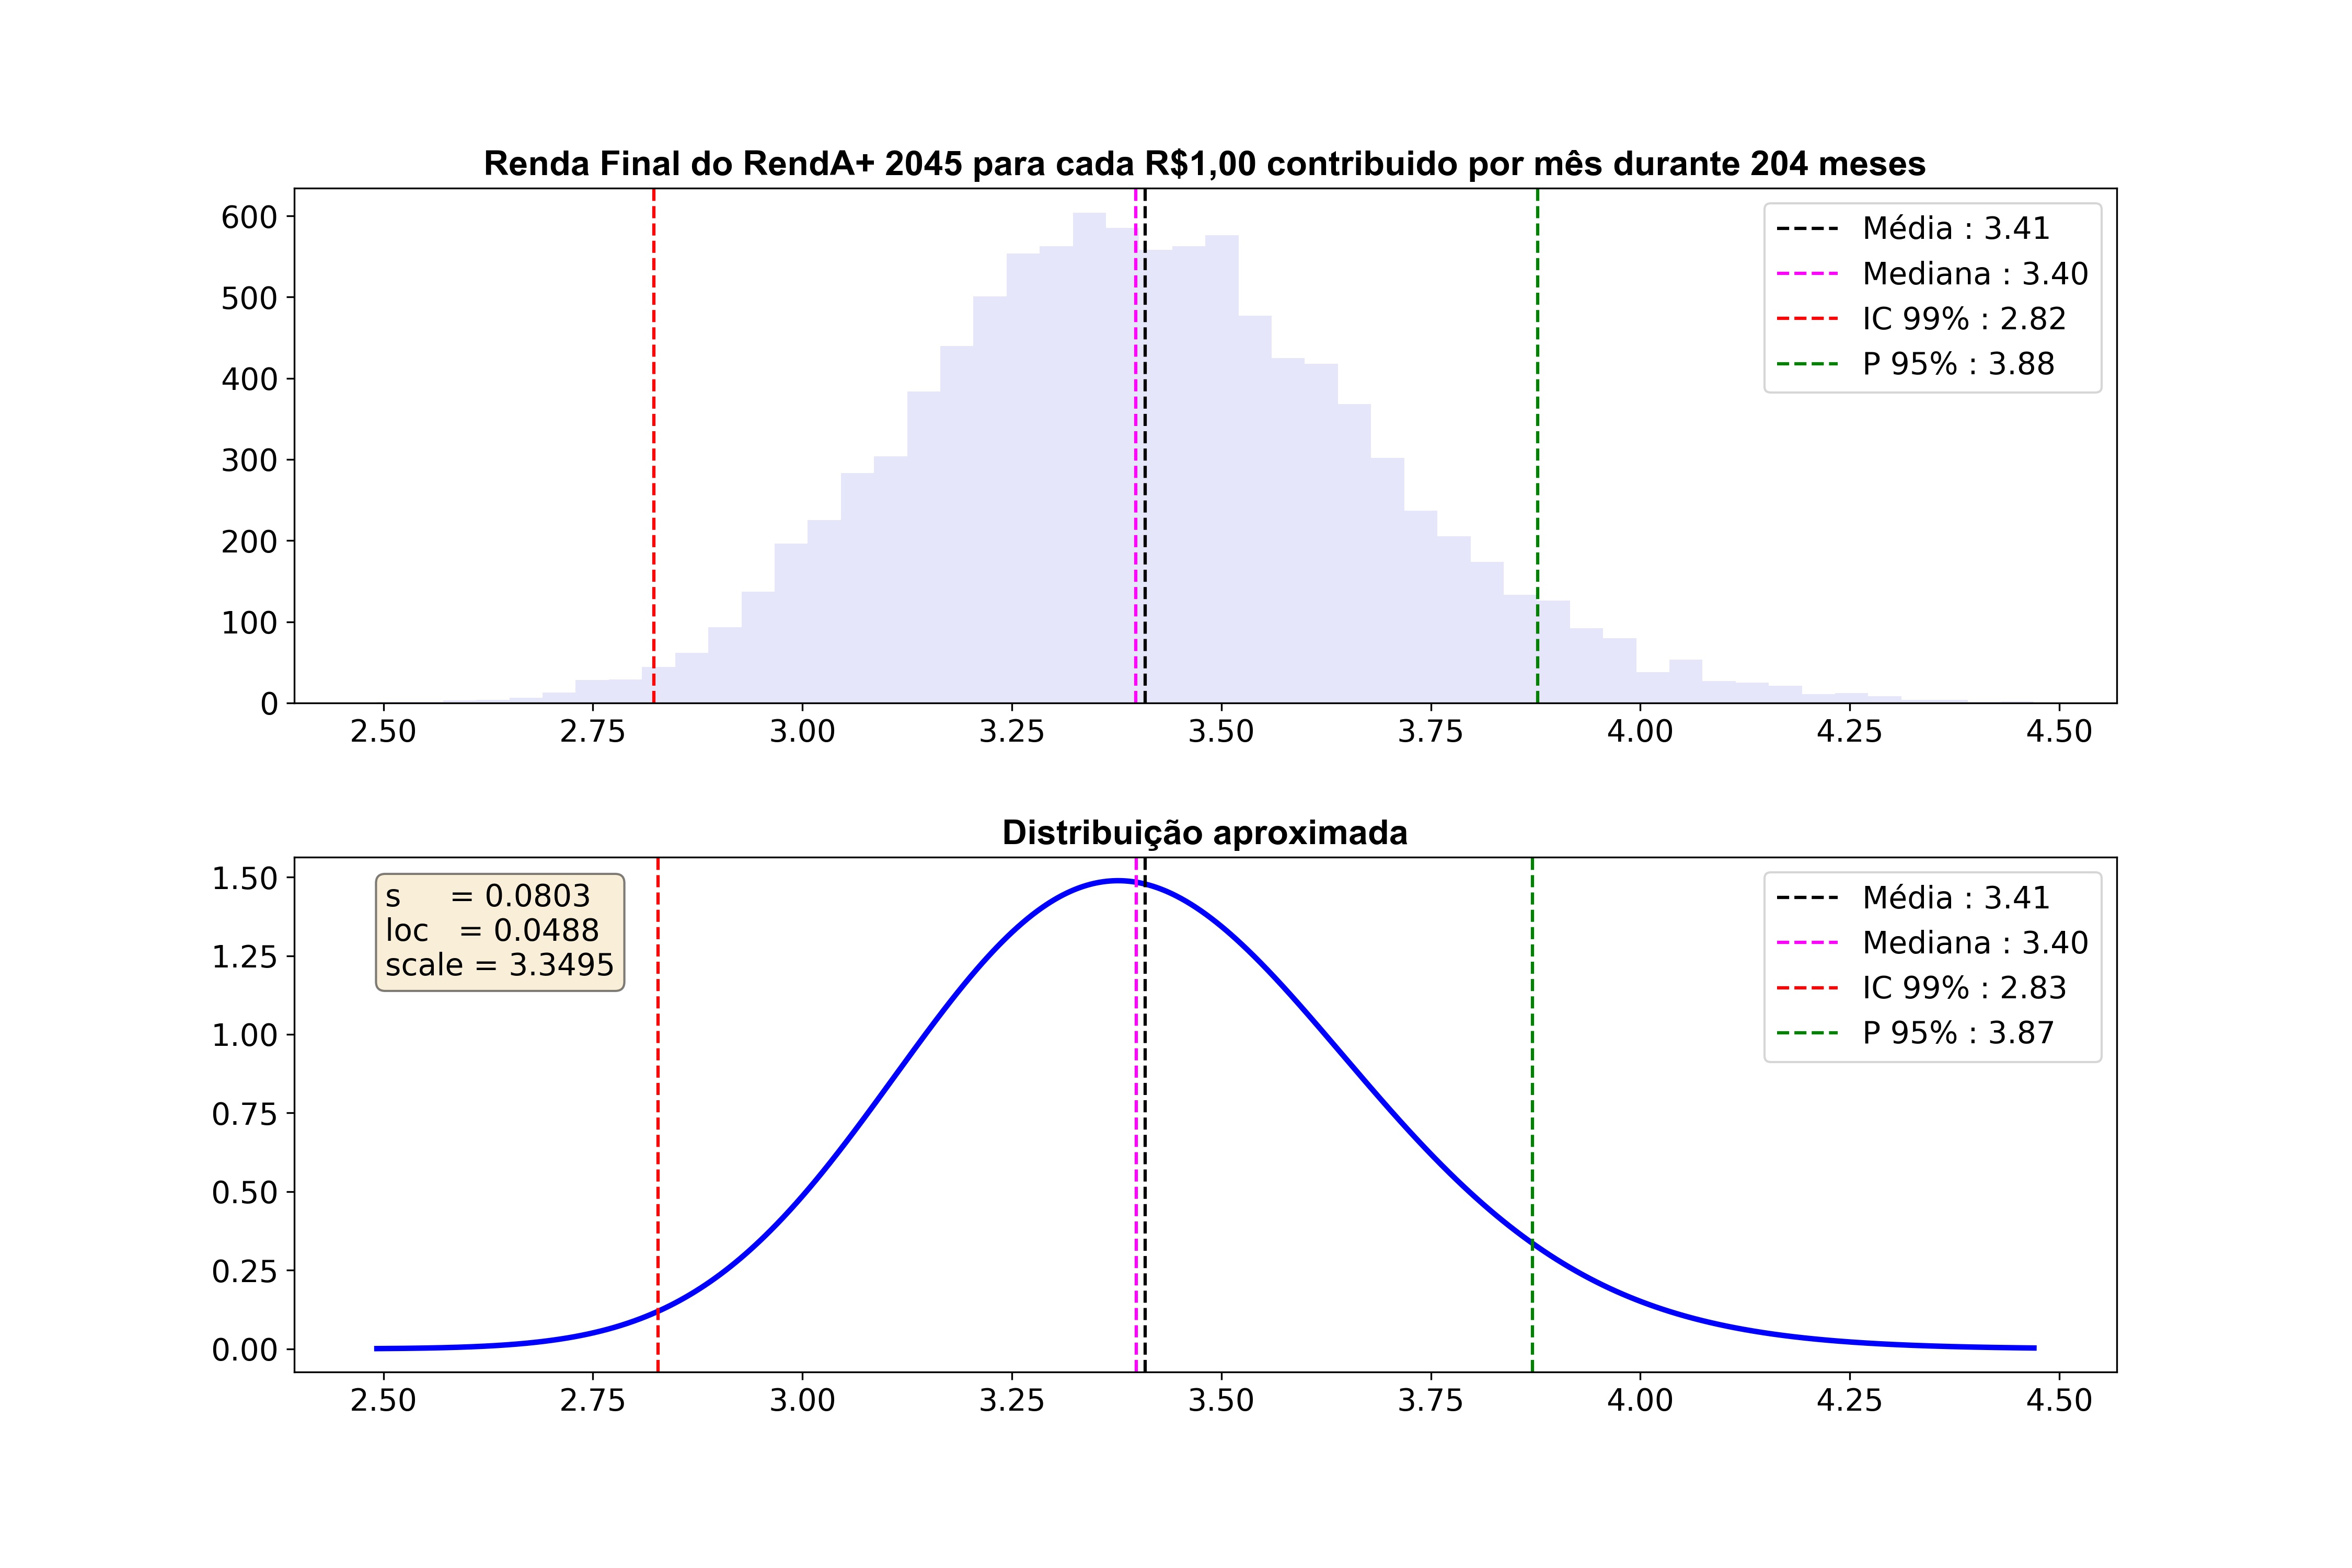 Renda Final do RendA+ 2045 para cada R$1,00 contribuido por mês durante 204 meses
600
500
400
300
200
100
0
Média : 3.41
Mediana : 3.40
IC 99% : 2.82
P 95% : 3.88
2.50 2.75 3.00 3.25 3.50 3.75 4.00 4.25 4.50
Distribuição aproximada
1.50
1.25
1.00
0.75
0.50
0.25
0.00
s = 0.0803
loc = 0.0488
scale = 3.3495
Média : 3.41
Mediana : 3.40
IC 99% : 2.83
P 95% : 3.87
2.50 2.75 3.00 3.25 3.50 3.75 4.00 4.25 4.50